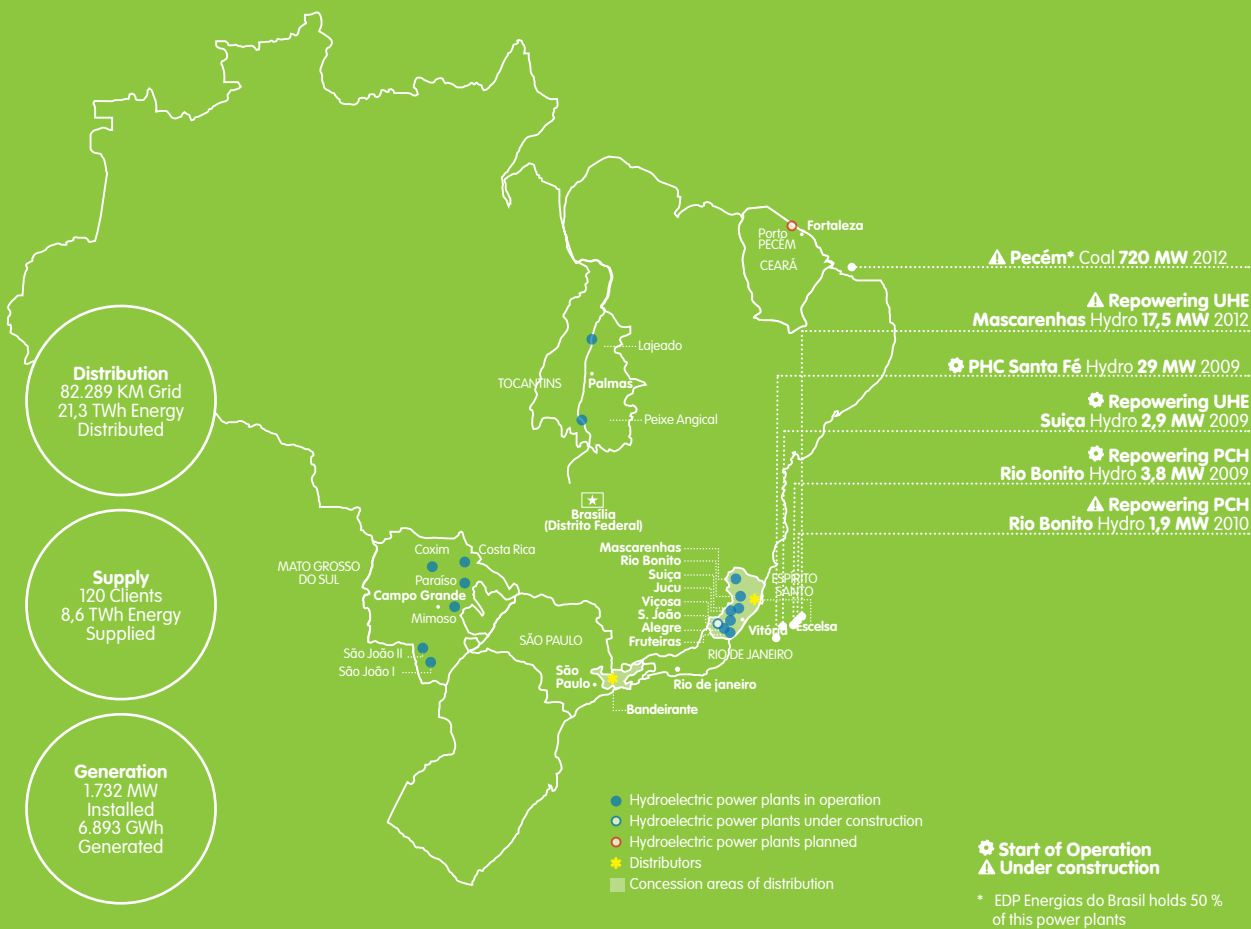 Distribution
82.289 KM Grid
21,3 TWh Energy
Distributed
Supply
120 Clients
8,6 TWh Energy
Supplied
Generation
1.732 MW
Installed
6.893 GWh
Generated
Fortaleza
Porto
PECÉM
CEARÁ
Lajeado
TOCANTINS
Palmas
Peixe Angical
Brasília
(Distrito Federal)
MATO GROSSO
DO SUL
Coxim
Costa Rica
Paraíso
Campo Grande
Mimoso
São João II
São João I
SÃO PAULO
São
Paulo
Bandeirante
Rio de janeiro
RIO DE JANEIRO
Mascarenhas
Rio Bonito
Suiça
Jucu
Viçosa
S. João
Alegre
Fruteiras
ESPÍRITO
SANTO
Vitória
Escelsa
Pecém* Coal 720 MW 2012
Repowering UHE
Mascarenhas Hydro 17,5 MW 2012
PHC Santa Fé Hydro 29 MW 2009
Repowering UHE
Suiça Hydro 2,9 MW 2009
Repowering PCH
Rio Bonito Hydro 3,8 MW 2009
Repowering PCH
Rio Bonito Hydro 1,9 MW 2010
Hydroelectric power plants in operation
Hydroelectric power plants under construction
Hydroelectric power plants planned
Distributors
Concession areas of distribution
Start of Operation
Under construction
* EDP Energias do Brasil holds 50 %
of this power plants